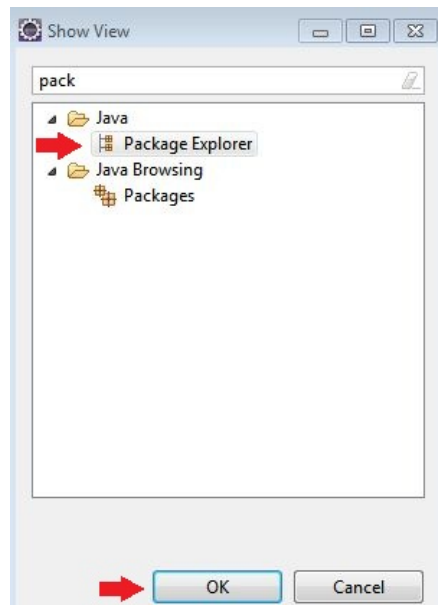 Show View
pack
Java
Package Explorer
Java Browsing
Packages
OK Cancel